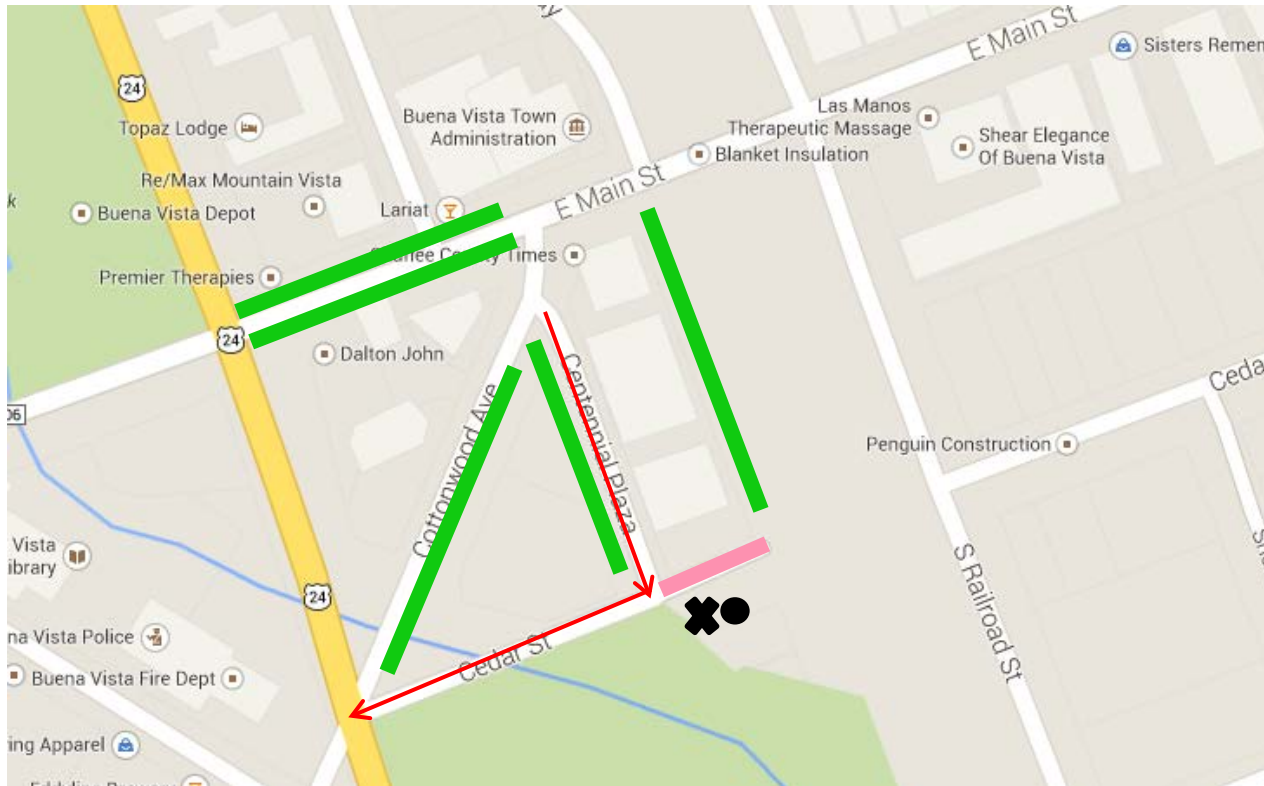 E Main St
Sisters Remen
24
Topaz Lodge
Buena Vista Town
Administration
Las Manos
Therapeutic Massage
Shear Elegance
Of Buena Vista
Blanket Insulation
Re/Max Mountain Vista
k
Buena Vista Depot
Lariat
E Main St
Times
Premier Therapies
24
Dalton John
Centennial Plaza
Cottonwood Ave
Ceda
06
Penguin Construction
Vista
ibrary
S Railroad St
24
na Vista Police
Cedar St
Buena Vista Fire Dept
ing Apparel